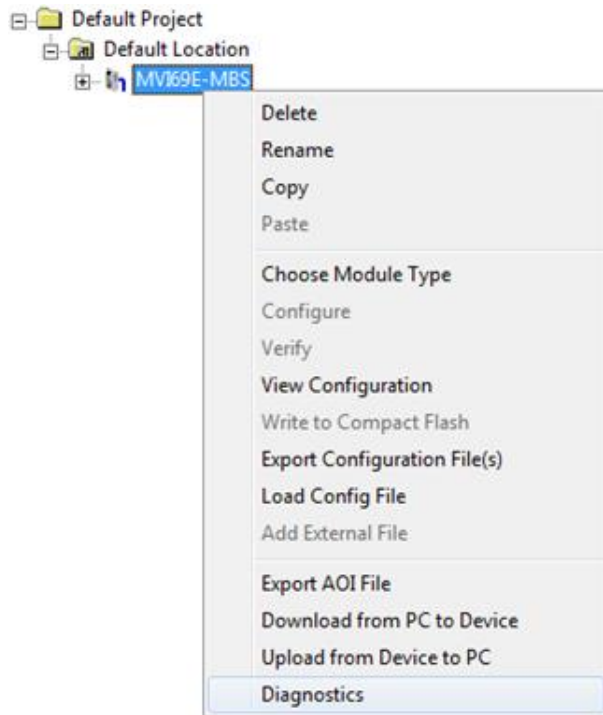 Default Project
Default Location
MVI69E-MBS
Delete
Rename
Copy
Paste
Choose Module Type
Configure
Verify
View Configuration
Write to Compact Flash
Export Configuration File(s)
Load Config File
Add External File
Export AOI File
Download from PC to Device
Upload from Device to PC
Diagnostics